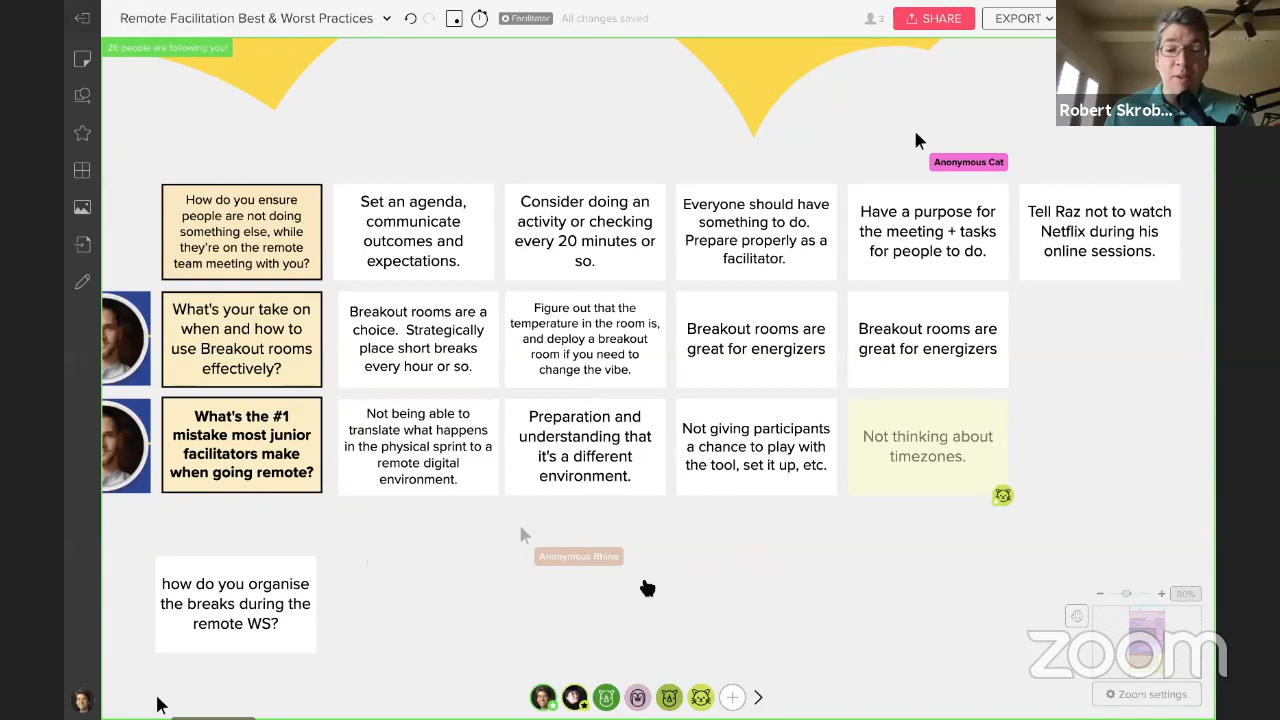 Remote Facilitation Best & Worst Practices
Facilitator
All changes saved
3
SHARE
EXPORT
26 people are following you!
Robert Skrob...
Anonymous Cat
How do you ensure
people are not doing
something else, while
they're on the remote
team meeting with you?
Set an agenda,
communicate
outcomes and
expectations.
Consider doing an
activity or checking
every 20 minutes or
so.
Everyone should have
something to do.
Prepare properly as a
facilitator.
Have a purpose for
the meeting + tasks
for people to do.
Tell Raz not to watch
Netflix during his
online sessions.
What's your take on
when and how to
use Breakout rooms
effectively?
Breakout rooms are a
choice. Strategically
place short breaks
every hour or so.
Figure out that the
temperature in the room is,
and deploy a breakout
room if you need to
change the vibe.
Breakout rooms are
great for energizers
Breakout rooms are
great for energizers
What's the #1
mistake most junior
facilitators make
when going remote?
Not being able to
translate what happens
in the physical sprint to a
remote digital
environment.
Preparation and
understanding that
it's a different
environment.
Not giving participants
a chance to play with
the tool, set it up, etc.
Not thinking about
timezones.
Anonymous Rhino
how do you organise
the breaks during the
remote WS?
80%
zoom
Zoom settings